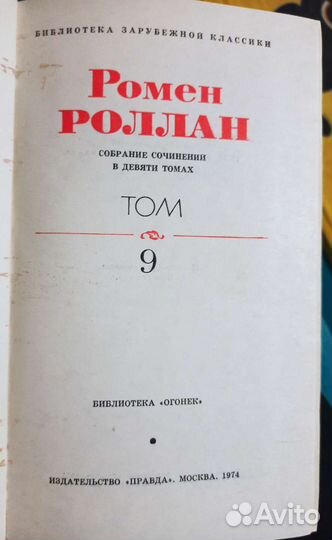 БИБЛИОТЕКА ЗАРУБЕЖНОЙ КЛАССИКИ
Ромен
РОЛЛАН
СОБРАНИЕ СОЧИНЕНИЙ
В ДЕВЯТИ ТОМАХ
ТОМ
9
БИБЛИОТЕКА «ОГОНЕК»
ИЗДАТЕЛЬСТВО «ПРАВДА». МОСКВА. 1974
Avito